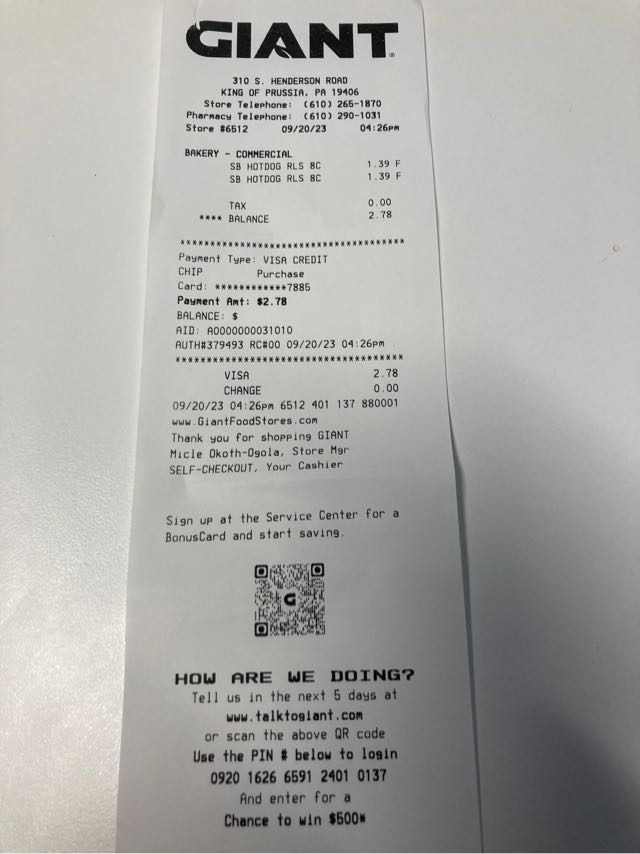 GIANT
310 S. HENDERSON ROAD
KING OF PRUSSIA, PA 19406
Store Telephone: (610) 265-1870
Pharmacy Telephone: (610) 290-1031
Store #6512 09/20/23 04:26pm
BAKERY - COMMERCIAL
SB HOTDOG RLS 8C 1.39 F
SB HOTDOG RLS 8C 1.39 F
TAX 0.00
**** BALANCE 2.78
**************************************
Payment Type: VISA CREDIT
CHIP Purchase
Card: ************7885
Payment Amt: $2.78
BALANCE: $
AID: A0000000031010
AUTH#379493 RC#00 09/20/23 04:26pm
**************************************
VISA 2.78
CHANGE 0.00
09/20/23 04:26pm 6512 401 137 880001
www.GiantFoodStores.com
Thank you for shopping GIANT
Micle Okoth-Ogola, Store Mgr
SELF-CHECKOUT, Your Cashier
Sign up at the Service Center for a
BonusCard and start saving.
G
HOW ARE WE DOING?
Tell us in the next 5 days at
www.talktogiant.com
or scan the above QR code
Use the PIN # below to login
0920 1626 6591 2401 0137
And enter for a
Chance to win $500*